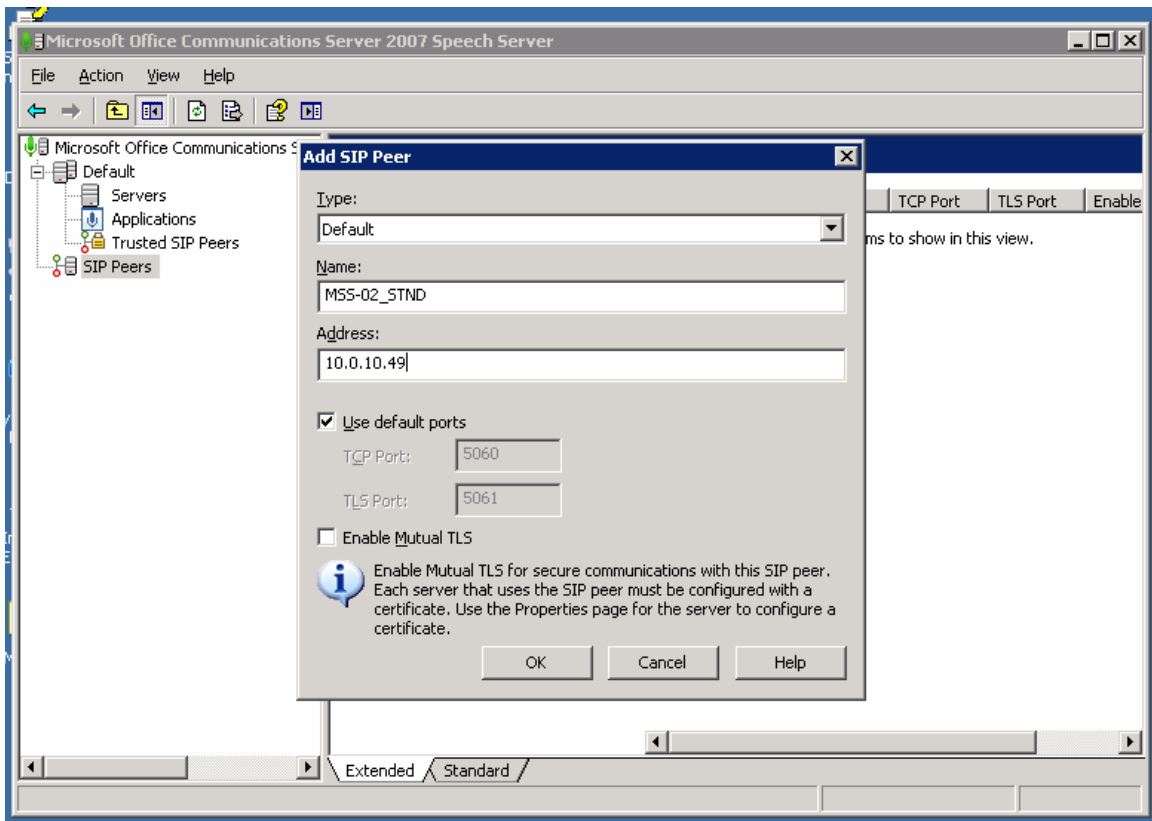 Microsoft Office Communications Server 2007 Speech Server
File Action View Help
Microsoft Office Communications S
Default
Servers
Applications
Trusted SIP Peers
SIP Peers
TCP Port TLS Port Enable
ms to show in this view.
Add SIP Peer
Type:
Default
Name:
MSS-02_STND
Address:
10.0.10.49
Use default ports
TCP Port: 5060
TLS Port: 5061
Enable Mutual TLS
Enable Mutual TLS for secure communications with this SIP peer.
Each server that uses the SIP peer must be configured with a
certificate. Use the Properties page for the server to configure a
certificate.
OK Cancel Help
Extended Standard